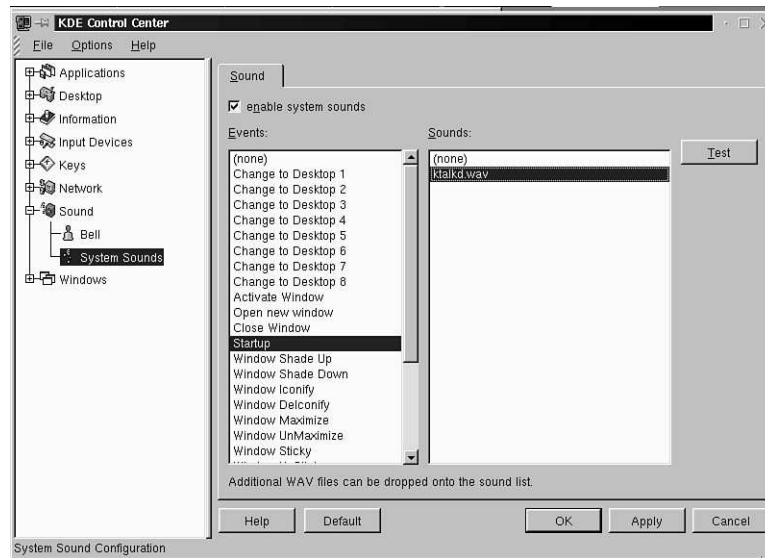 KDE Control Center
File Options Help
Applications
Desktop
Information
Input Devices
Keys
Network
Sound
Bell
System Sounds
Windows
Sound
enable system sounds
Events:
(none)
Change to Desktop 1
Change to Desktop 2
Change to Desktop 3
Change to Desktop 4
Change to Desktop 5
Change to Desktop 6
Change to Desktop 7
Change to Desktop 8
Activate Window
Open new window
Close Window
Startup
Window Shade Up
Window Shade Down
Window Iconify
Window DeIconify
Window Maximize
Window UnMaximize
Window Sticky
Sounds:
(none)
ktalkd.wav
Test
Additional WAV files can be dropped onto the sound list.
Help Default OK Apply Cancel
System Sound Configuration